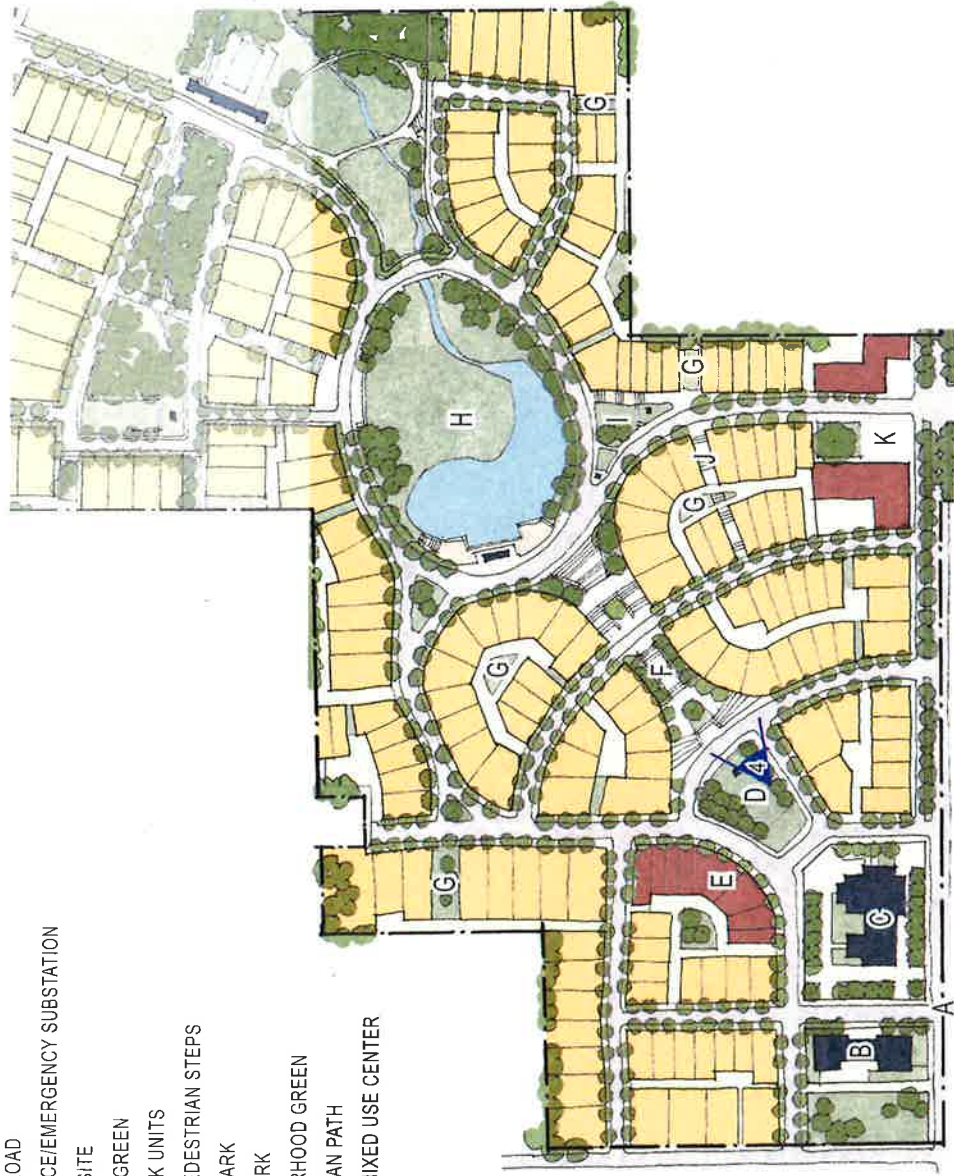 OAD
CE/EMERGENCY SUBSTATION
SITE
GREEN
K UNITS
DESTRIAN STEPS
ARK
RK
RHOOD GREEN
AN PATH
IXED USE CENTER
G
H
G
I
J
G
K
G
F
4
D
G
E
C
B
A